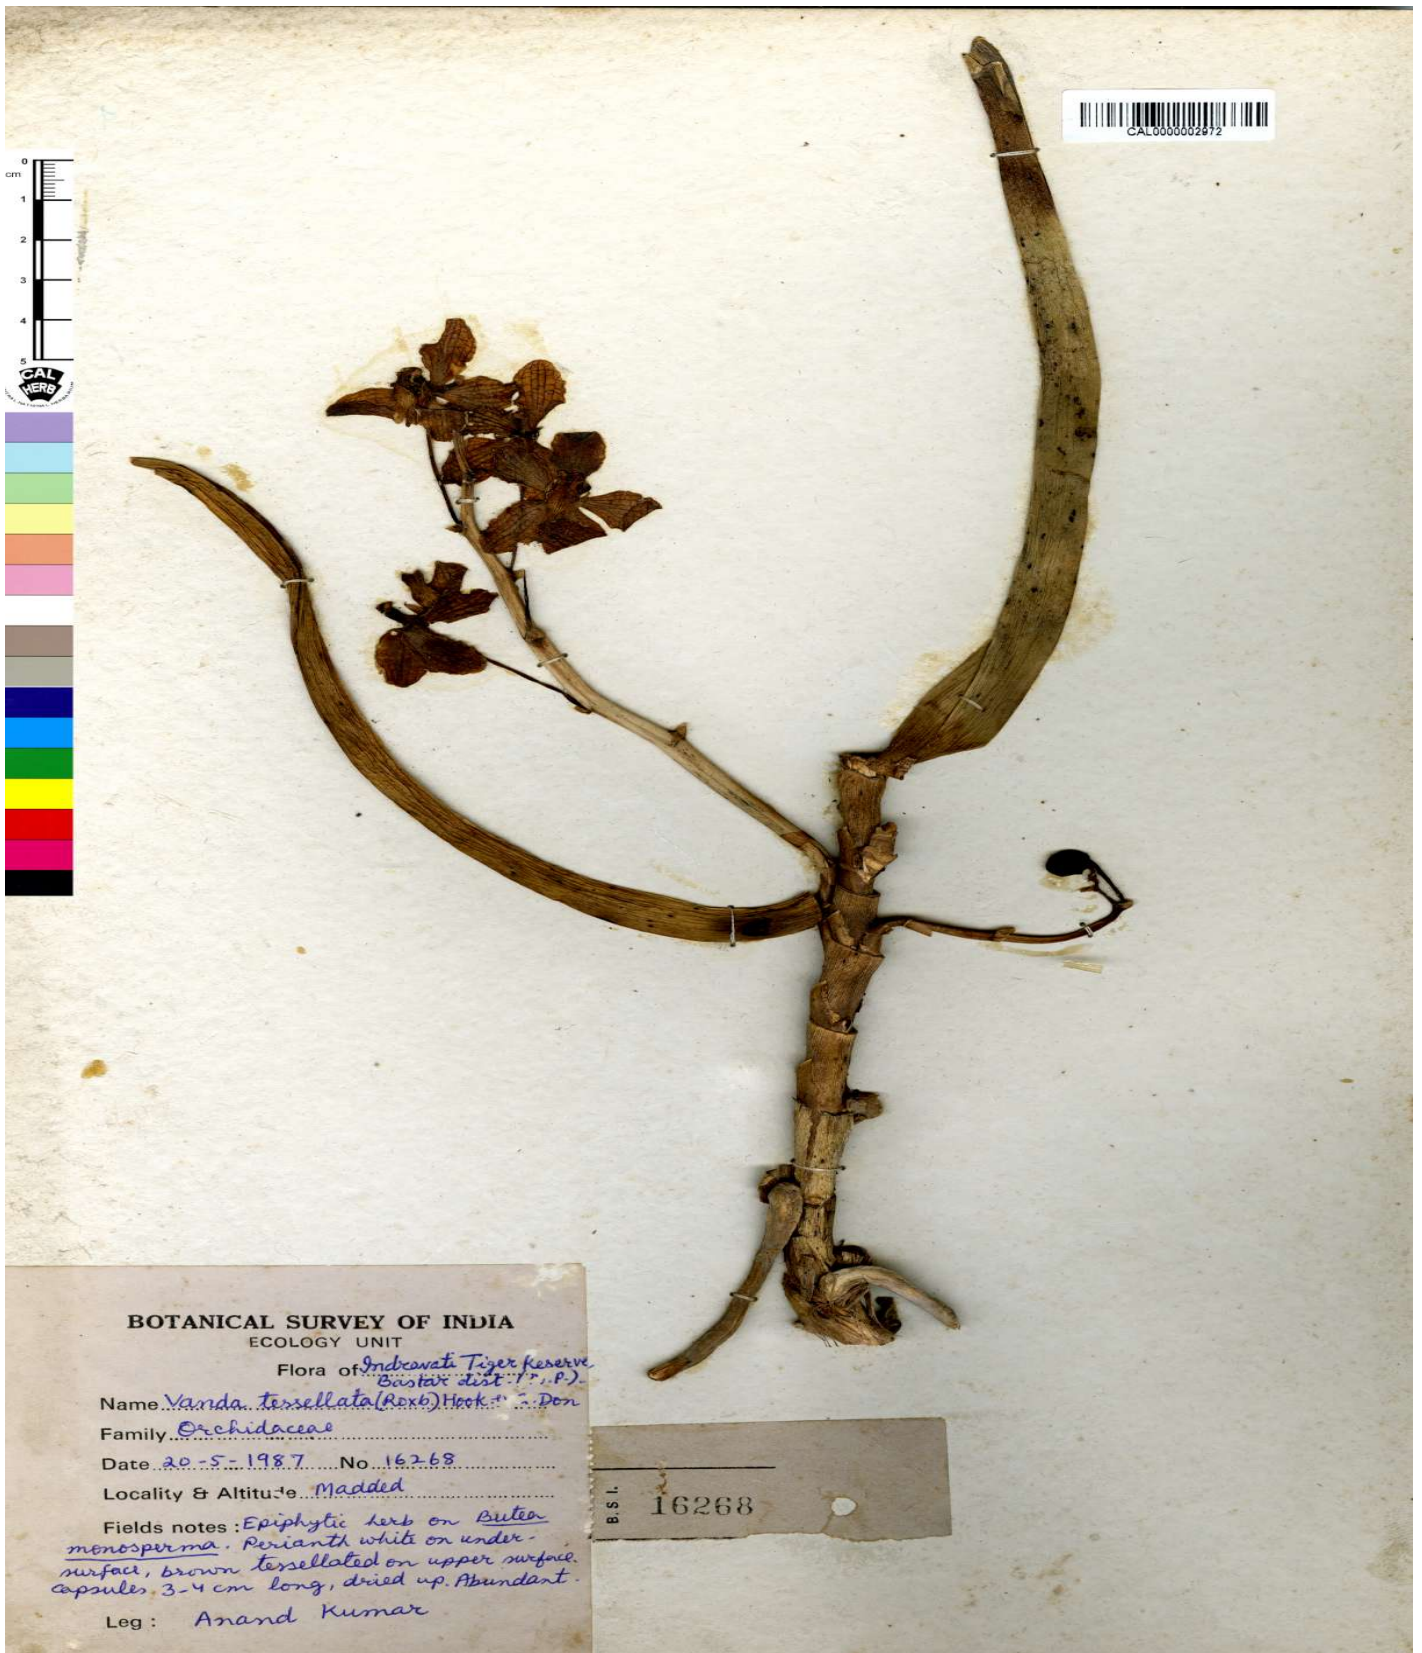 CAL0000002972
0
cm
1
2
3
4
5
CAL
HERB
BOTANICAL SURVEY OF INDIA
ECOLOGY UNIT
Flora of Indravati Tiger Reserve
Bastar dist. P.).
Name Vanda tessellata (Roxb.) Hook Don
Family Orchidaceae
Date 20-5-1987 No 16268
Locality & Altitude Madded
Fields notes : Epiphytic herb on Butea
monosperma. Perianth white on under-
surface, brown tessellated on upper surface.
capsules 3-4 cm long, dried up. Abundant.
Leg : Anand Kumar
B. S. I.
16268